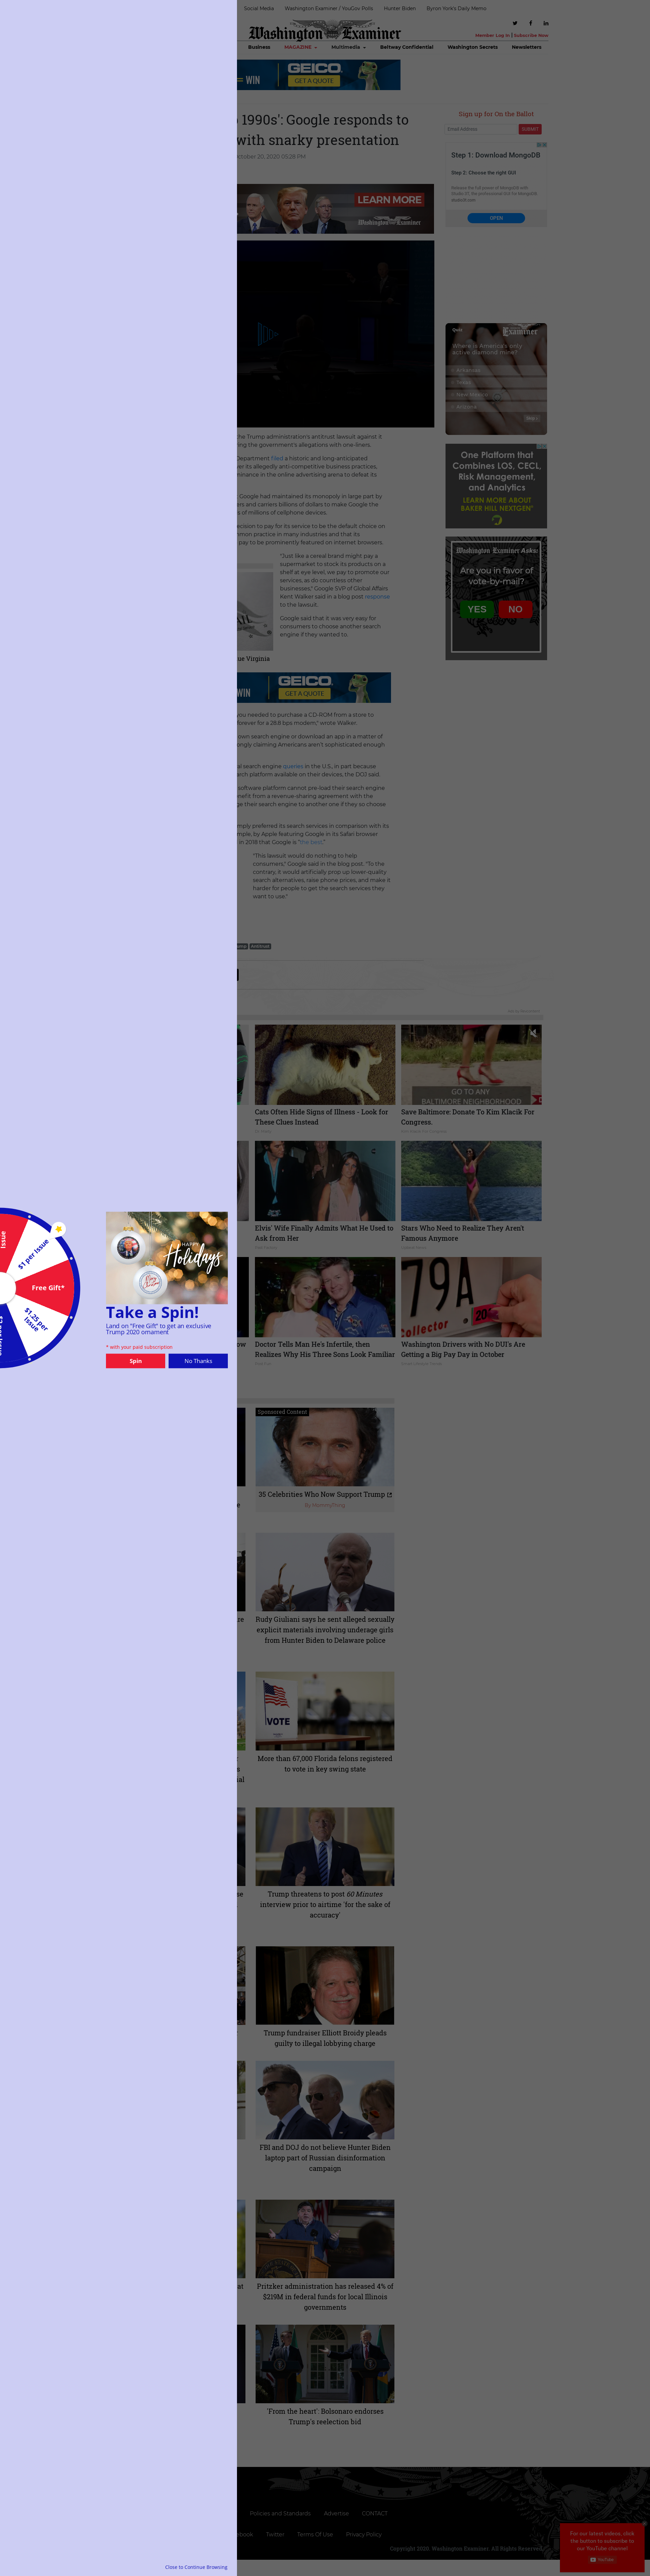 Social Media
Washington Examiner / YouGov Polls
Hunter Biden
Byron York's Daily Memo
Washington Examiner
Member Log In | Subscribe Now
Business
MAGAZINE
Multimedia
Beltway Confidential
Washington Secrets
Newsletters
WIN
GEICO
GET A QUOTE
1990s': Google responds to
with snarky presentation
October 20, 2020 05:28 PM
LEARN MORE
Washington Examiner
Sign up for On the Ballot
Email Address
SUBMIT
Step 1: Download MongoDB
Step 2: Choose the right GUI
OPEN
Quiz
Examiner
Where is America's only
active diamond mine?
Arkansas
Texas
Arizona
Skip »
One Platform that
Combines LOS, CECL,
Risk Management,
and Analytics
LEARN MORE ABOUT
BAKER HILL NEXTGEN®
Washington Examiner Asks:
Are you in favor of
vote-by-mail?
YES
NO
he Trump administration's antitrust lawsuit against it
ing the government's allegations with one-liners.
Department filed a historic and long-anticipated
er its allegedly anti-competitive business practices,
minance in the online advertising arena to defeat its
Google had maintained its monopoly in large part by
ers and carriers billions of dollars to make Google the
s of millions of cellphone devices.
decision to pay for its service to be the default choice on
mmon practice in many industries and that its
pay to be prominently featured on internet browsers.
"Just like a cereal brand might pay a
supermarket to stock its products on a
shelf at eye level, we pay to promote our
services, as do countless other
businesses," Google SVP of Global Affairs
Kent Walker said in a blog post response
to the lawsuit.
Google said that it was very easy for
consumers to choose another search
engine if they wanted to.
ue Virginia
WIN
GEICO
GET A QUOTE
you needed to purchase a CD-ROM from a store to
forever for a 28.8 bps modem," wrote Walker.
own search engine or download an app in a matter of
ongly claiming Americans aren't sophisticated enough
al search engine queries in the U.S., in part because
arch platform available on their devices, the DOJ said.
software platform cannot pre-load their search engine
enefit from a revenue-sharing agreement with the
ge their search engine to another one if they so choose
mply preferred its search services in comparison with its
mple, by Apple featuring Google in its Safari browser
in 2018 that Google is "the best."
"This lawsuit would do nothing to help
consumers," Google said in the blog post. "To the
contrary, it would artificially prop up lower-quality
search alternatives, raise phone prices, and make it
harder for people to get the search services they
want to use."
Antitrust
GO TO ANY
BALTIMORE NEIGHBORHOOD
Cats Often Hide Signs of Illness - Look for
These Clues Instead
Save Baltimore: Donate To Kim Klacik For
Congress.
Elvis' Wife Finally Admits What He Used to
Ask from Her
Stars Who Need to Realize They Aren't
Famous Anymore
79A
collector
ow
Doctor Tells Man He's Infertile, then
Realizes Why His Three Sons Look Familiar
Washington Drivers with No DUI's Are
Getting a Big Pay Day in October
Issue
$1 per Issue
Free Gift*
$1.25 per
Issue
HAPPY
Holidays
Merry
Christmas
Take a Spin!
Land on "Free Gift" to get an exclusive
Trump 2020 ornament
* with your paid subscription
Spin
No Thanks
Sponsored Content
35 Celebrities Who Now Support Trump
By MommyThing
Rudy Giuliani says he sent alleged sexually
explicit materials involving underage girls
from Hunter Biden to Delaware police
VOTE
More than 67,000 Florida felons registered
to vote in key swing state
Trump threatens to post 60 Minutes
interview prior to airtime 'for the sake of
accuracy'
Trump fundraiser Elliott Broidy pleads
guilty to illegal lobbying charge
FBI and DOJ do not believe Hunter Biden
laptop part of Russian disinformation
campaign
at
Pritzker administration has released 4% of
$219M in federal funds for local Illinois
governments
'From the heart': Bolsonaro endorses
Trump's reelection bid
Policies and Standards
Advertise
CONTACT
Twitter
Terms Of Use
Privacy Policy
Copyright 2020. Washington Examiner. All Rights Reserved.
For our latest videos, click
the button to subscribe to
our YouTube channel
YouTube
Close to Continue Browsing